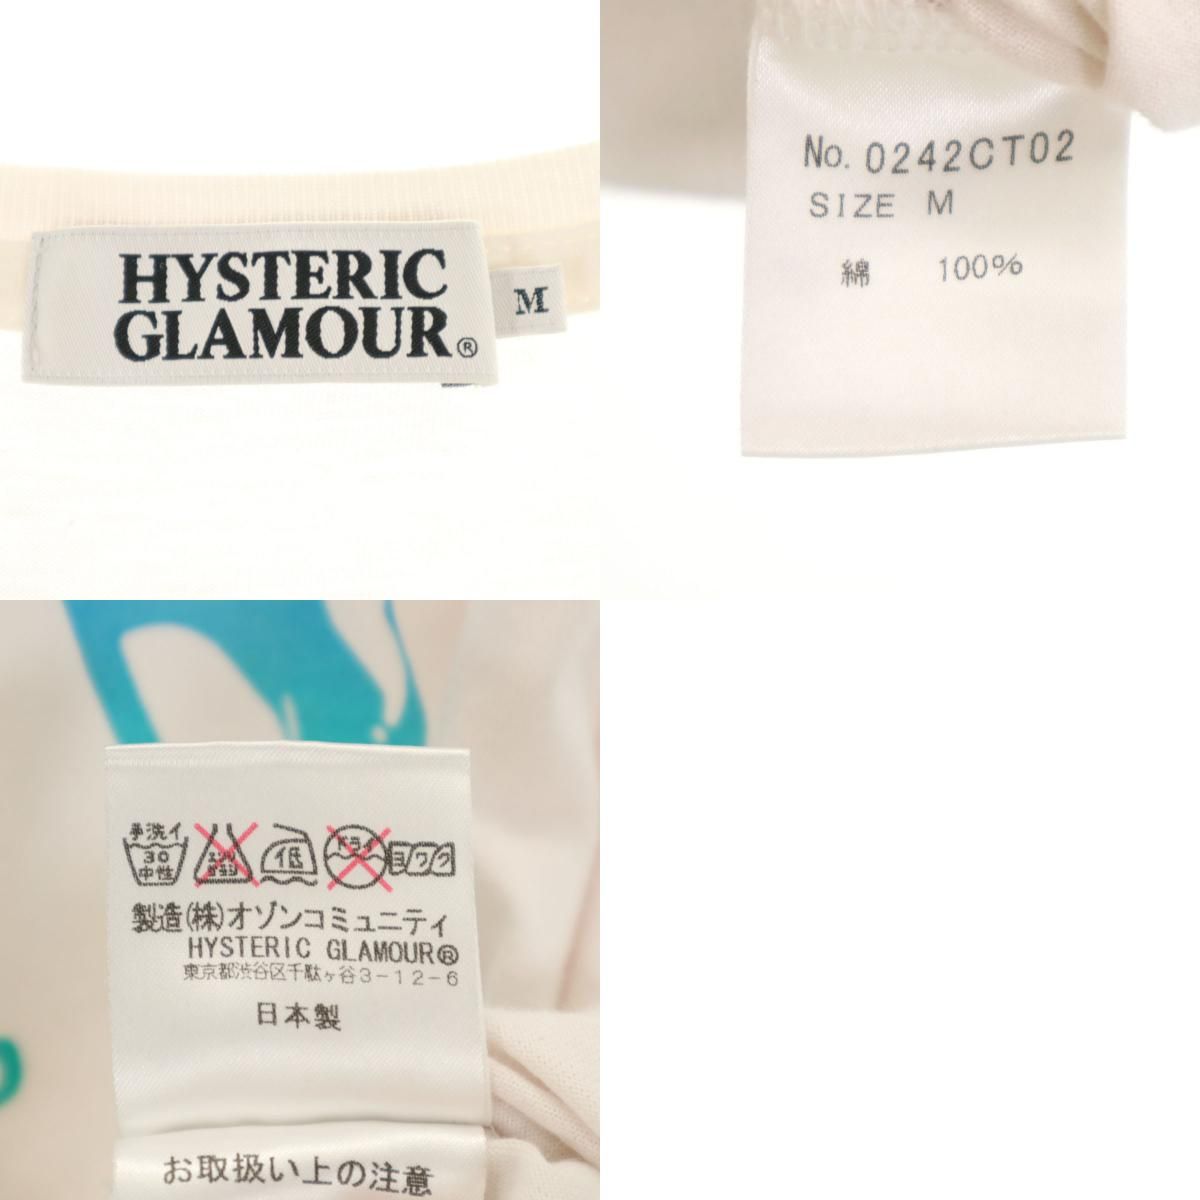 HYSTERIC
GLAMOUR®
M
No. 0242CT02
SIZE M
綿 100%
手洗イ
30
中性
エンソ
サラシ
低
ドライ
ヨワク
製造(株)オゾンコミュニティ
HYSTERIC GLAMOUR®
東京都渋谷区千駄ヶ谷3-12-6
日本製
お取扱い上の注意